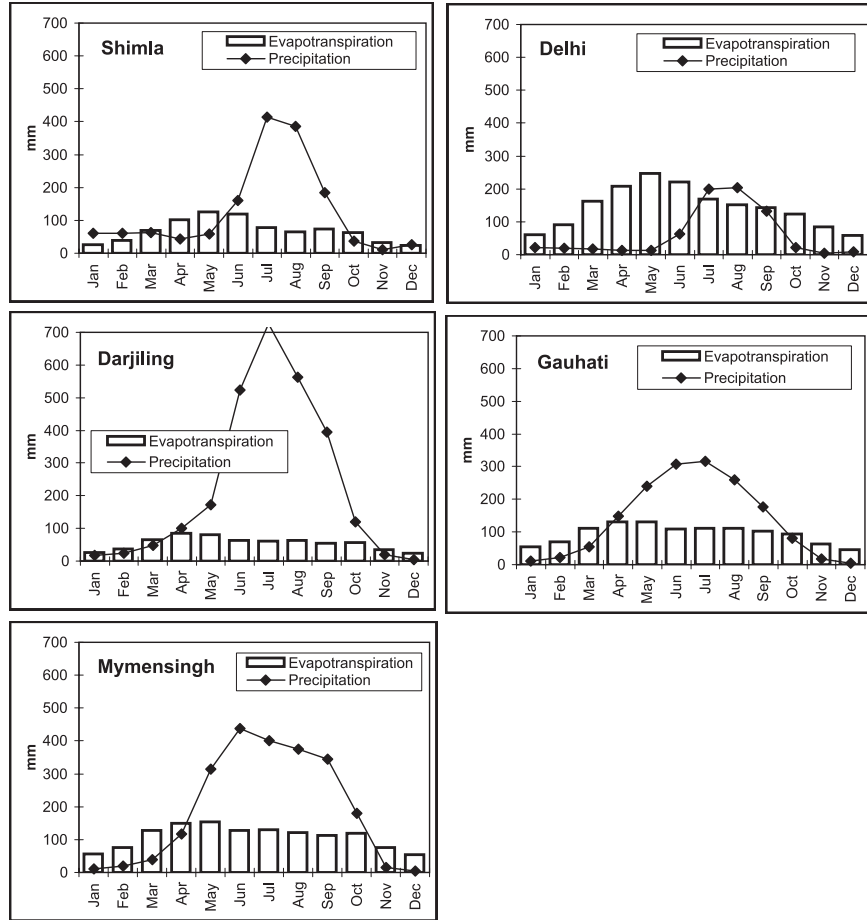 Shimla
Evapotranspiration
Precipitation
700
600
500
400
300
200
100
0
mm
Jan Feb Mar Apr May Jun Jul Aug Sep Oct Nov Dec
Delhi
Evapotranspiration
Precipitation
700
600
500
400
300
200
100
0
mm
Jan Feb Mar Apr May Jun Jul Aug Sep Oct Nov Dec
Darjiling
Evapotranspiration
Precipitation
700
600
500
400
300
200
100
0
mm
Jan Feb Mar Apr May Jun Jul Aug Sep Oct Nov Dec
Gauhati
Evapotranspiration
Precipitation
700
600
500
400
300
200
100
0
mm
Jan Feb Mar Apr May Jun Jul Aug Sep Oct Nov Dec
Mymensingh
Evapotranspiration
Precipitation
700
600
500
400
300
200
100
0
mm
Jan Feb Mar Apr May Jun Jul Aug Sep Oct Nov Dec